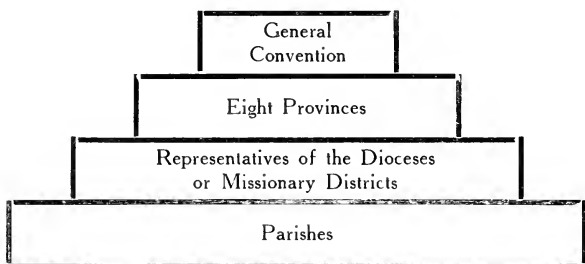 General
Convention
Eight Provinces
Representatives of the Dioceses
or Missionary Districts
Parishes